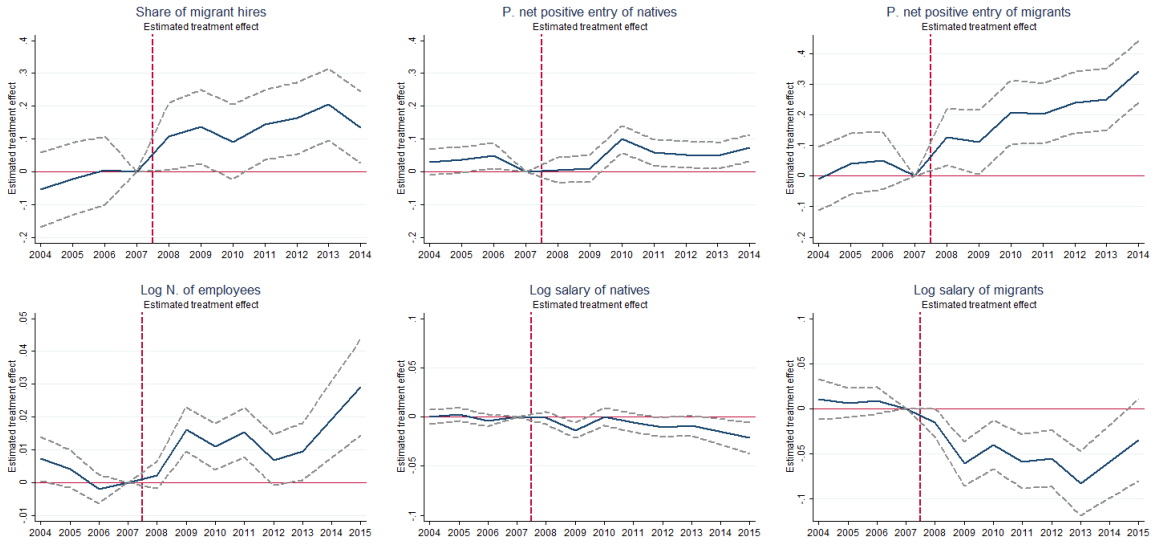 Share of migrant hires
Estimated treatment effect
Estimated treatment effect
.4
.3
.2
.1
0
-.1
-.2
2004 2005 2006 2007 2008 2009 2010 2011 2012 2013 2014
P. net positive entry of natives
Estimated treatment effect
Estimated treatment effect
.4
.3
.2
.1
0
-.1
-.2
2004 2005 2006 2007 2008 2009 2010 2011 2012 2013 2014
P. net positive entry of migrants
Estimated treatment effect
Estimated treatment effect
.4
.3
.2
.1
0
-.1
-.2
2004 2005 2006 2007 2008 2009 2010 2011 2012 2013 2014
Log N. of employees
Estimated treatment effect
Estimated treatment effect
.05
.04
.03
.02
.01
0
-.01
2004 2005 2006 2007 2008 2009 2010 2011 2012 2013 2014 2015
Log salary of natives
Estimated treatment effect
Estimated treatment effect
.1
.05
0
-.05
-.1
2004 2005 2006 2007 2008 2009 2010 2011 2012 2013 2014 2015
Log salary of migrants
Estimated treatment effect
Estimated treatment effect
.1
.05
0
-.05
-.1
2004 2005 2006 2007 2008 2009 2010 2011 2012 2013 2014 2015